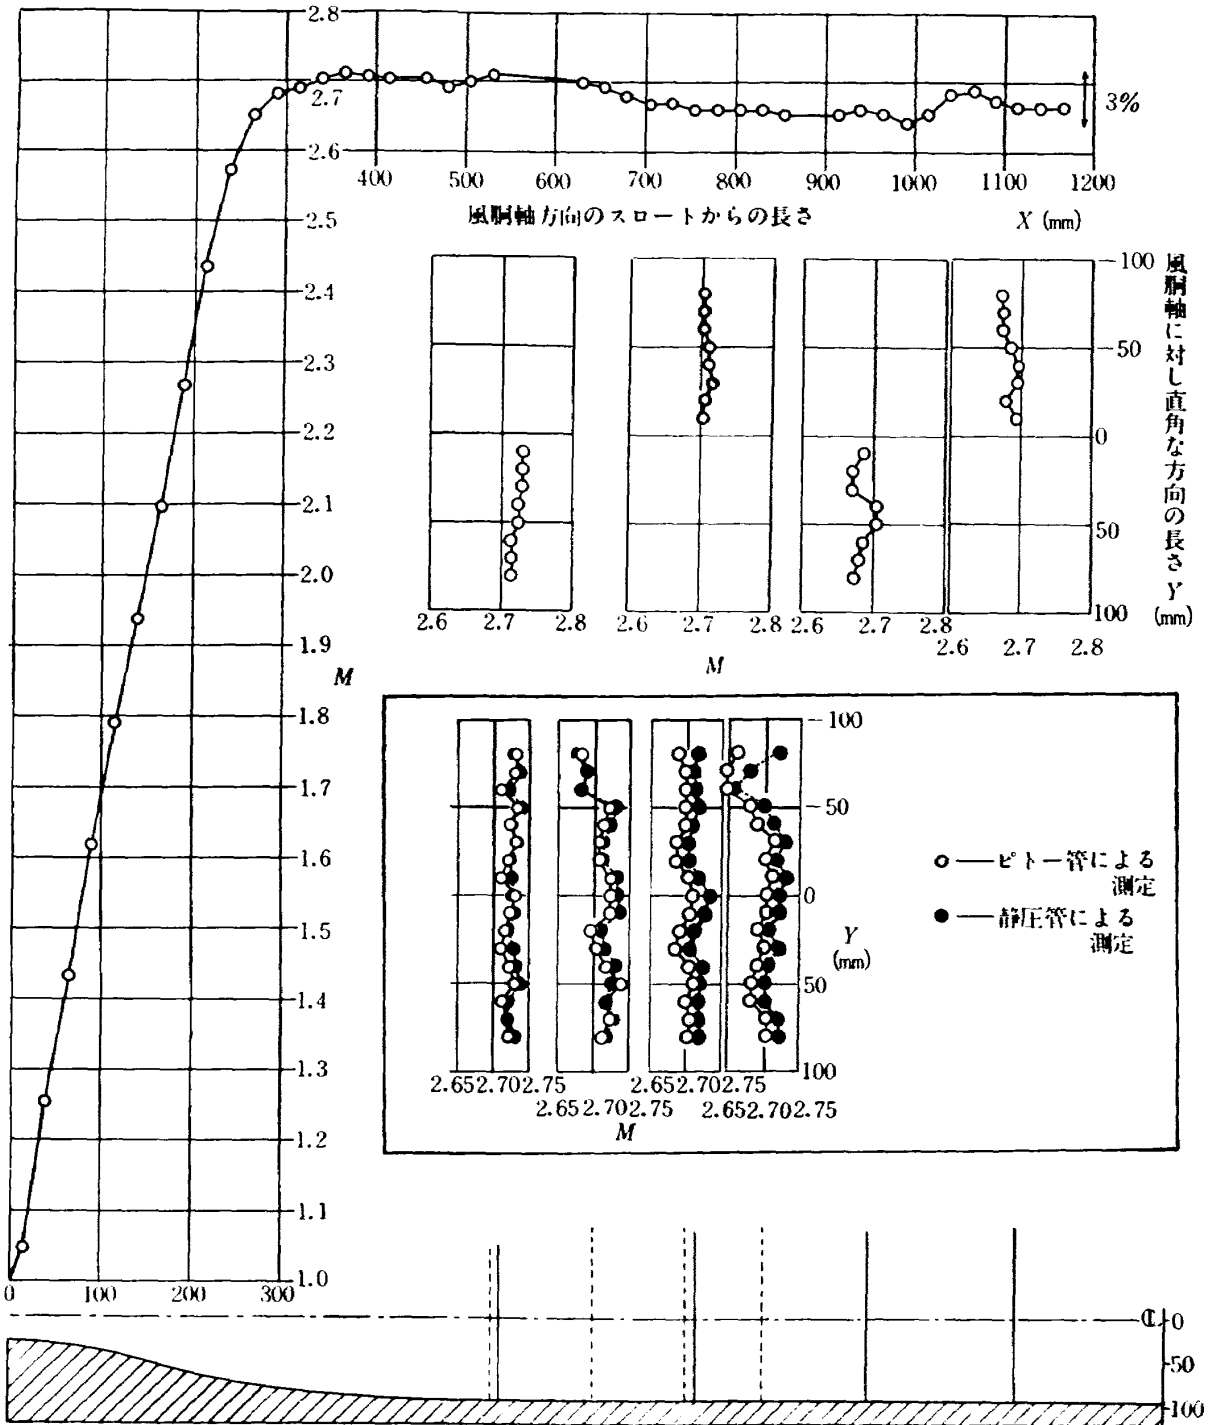 2.8
2.7
2.6
2.5
2.4
2.3
2.2
2.1
2.0
1.9
1.8
1.7
1.6
1.5
1.4
1.3
1.2
1.1
1.0
M
0 100 200 300
3%
400 500 600 700 800 900 1000 1100 1200
風胴軸方向のスロートからの長さ X (mm)
-100
-50
0
50
100
風胴軸に対し直角な方向の長さ Y (mm)
2.6 2.7 2.8
2.6 2.7 2.8
2.6 2.7 2.8
2.6 2.7 2.8
M
-100
-50
0
Y
(mm)
50
100
2.65 2.70 2.75
2.65 2.70 2.75
2.65 2.70 2.75
2.65 2.70 2.75
M
○—ピトー管による
測定
●—静圧管による
測定
℄ 0
50
100